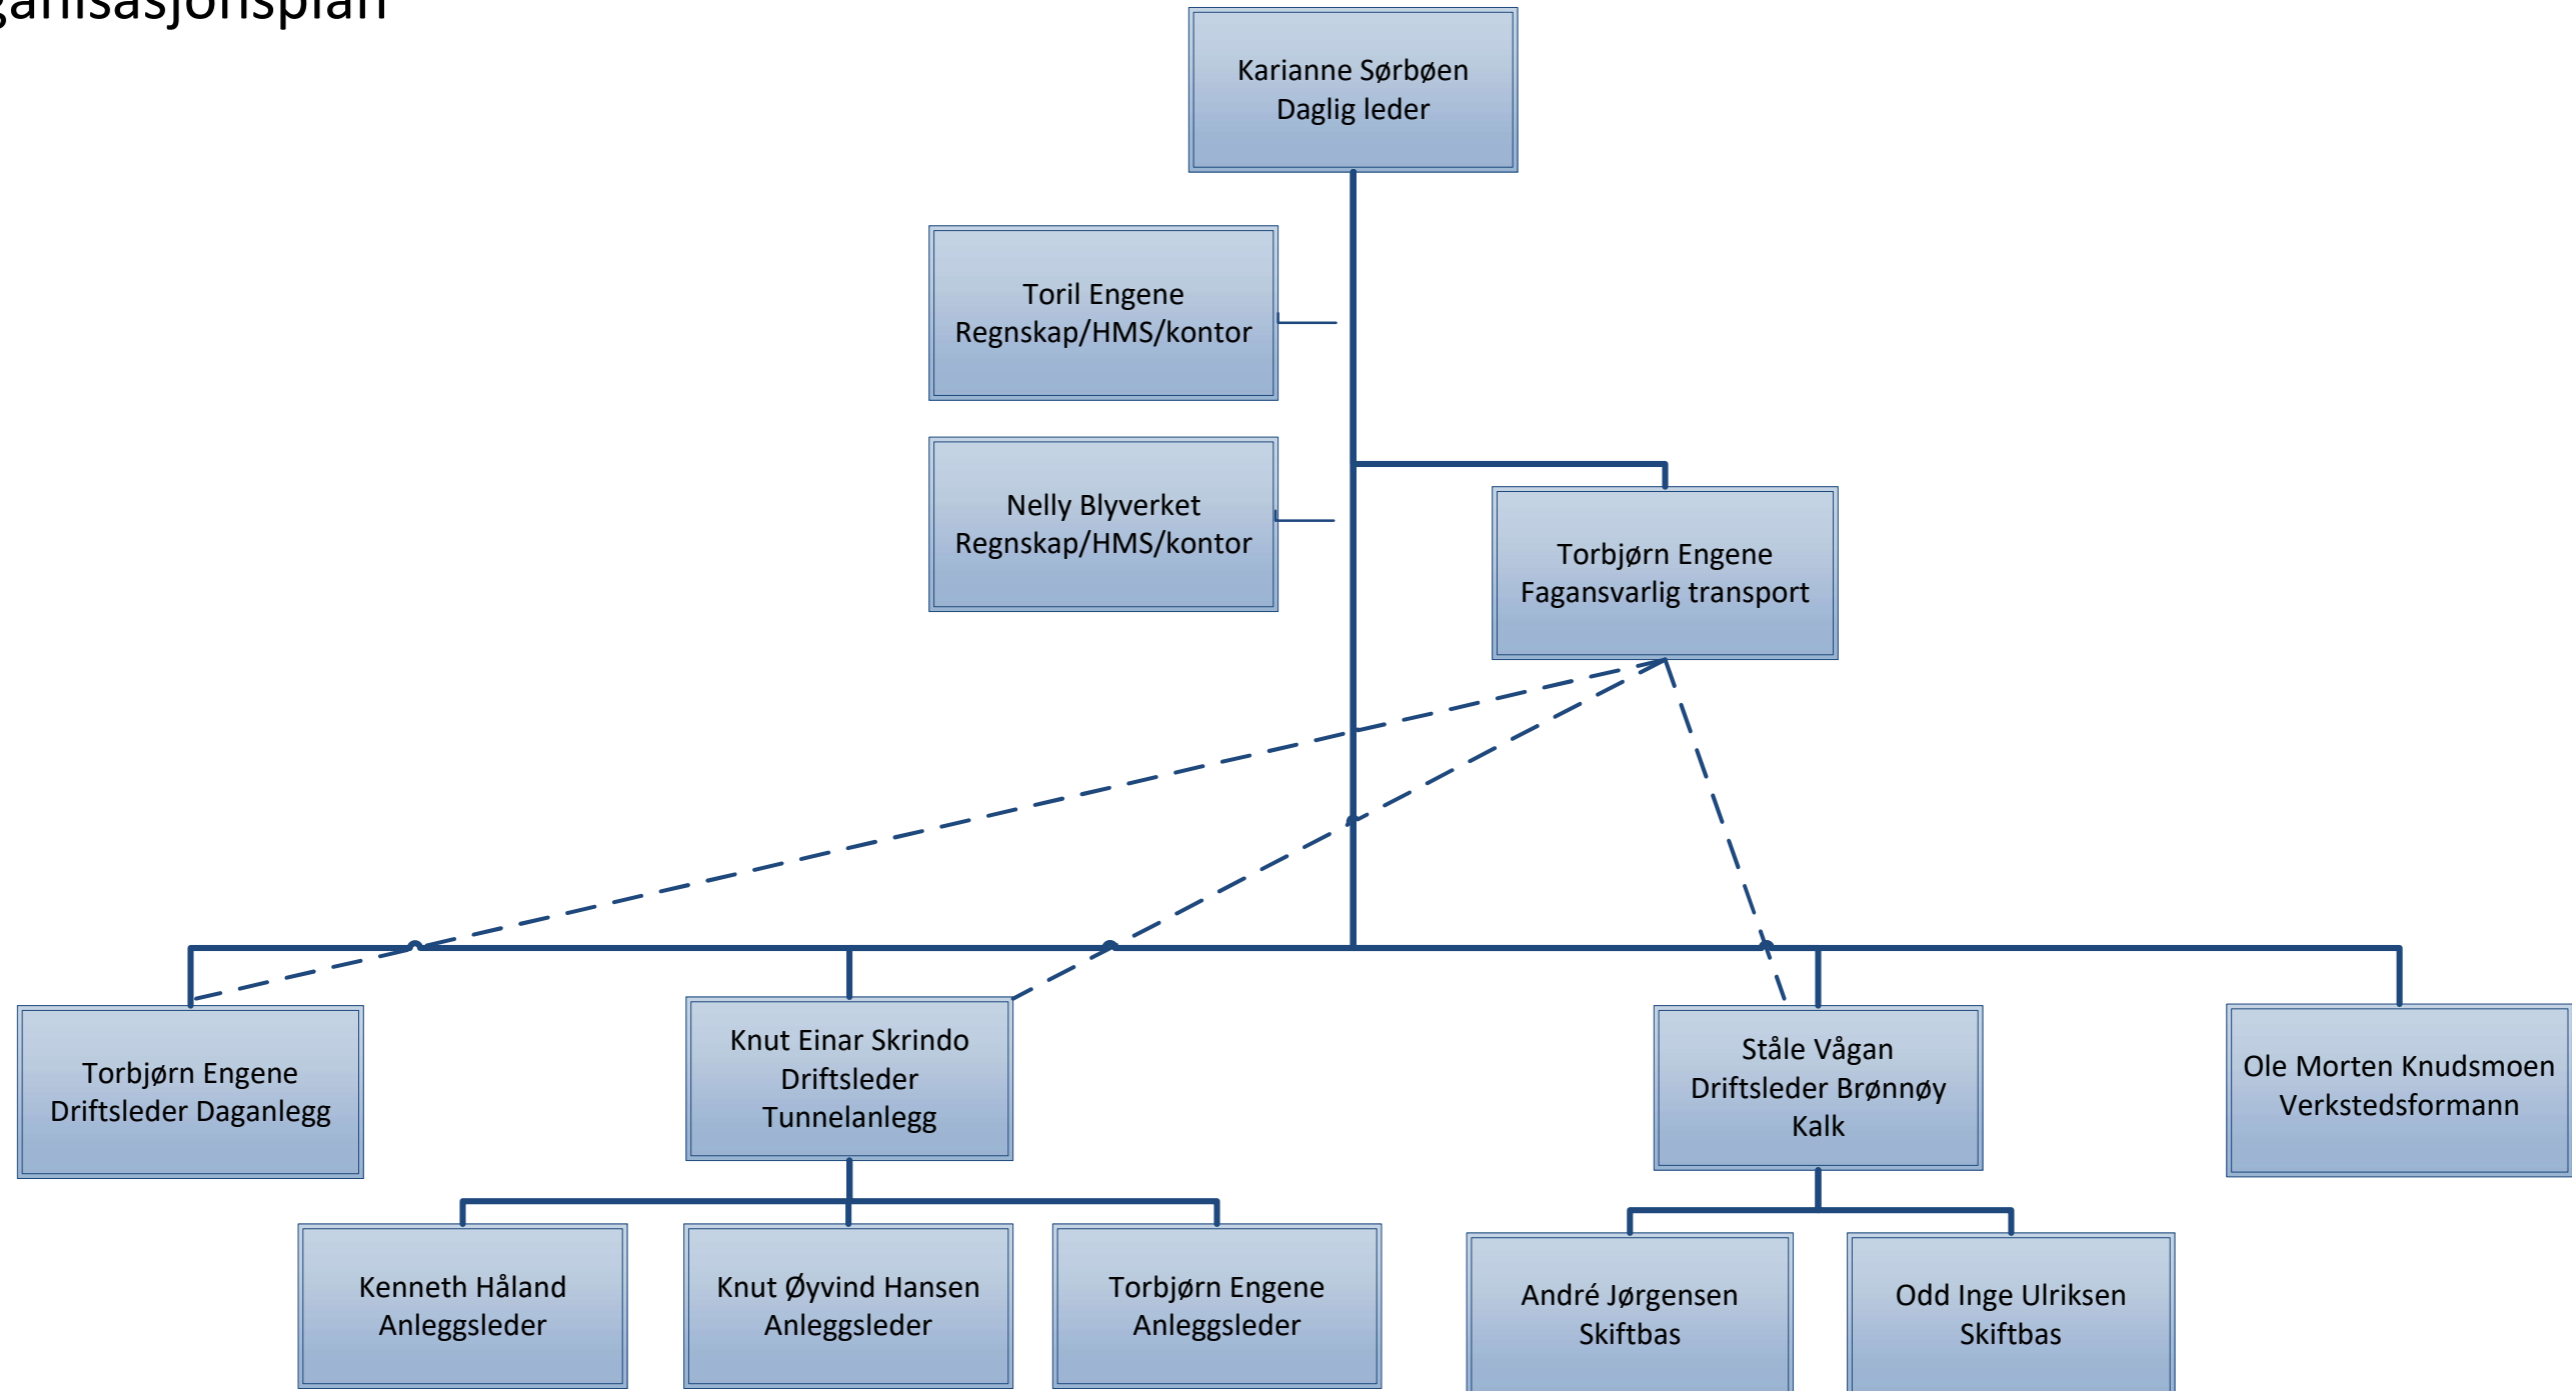 ganisasjonsplan
Karianne Sørbøen
Daglig leder
Toril Engene
Regnskap/HMS/kontor
Nelly Blyverket
Regnskap/HMS/kontor
Torbjørn Engene
Fagansvarlig transport
Torbjørn Engene
Driftsleder Daganlegg
Knut Einar Skrindo
Driftsleder
Tunnelanlegg
Ståle Vågan
Driftsleder Brønnøy
Kalk
Ole Morten Knudsmoen
Verkstedsformann
Kenneth Håland
Anleggsleder
Knut Øyvind Hansen
Anleggsleder
Torbjørn Engene
Anleggsleder
André Jørgensen
Skiftbas
Odd Inge Ulriksen
Skiftbas